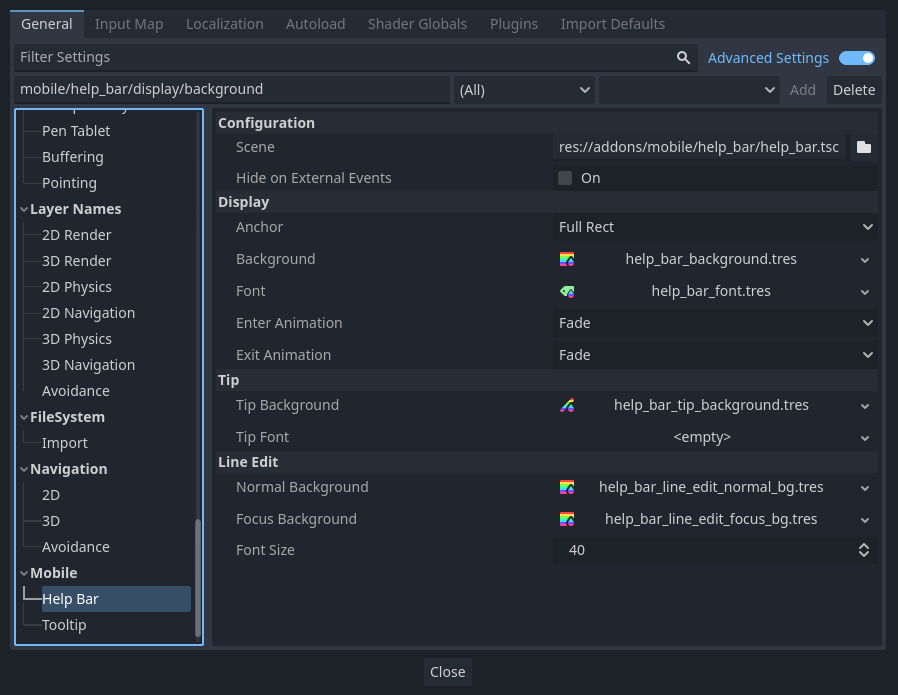 General Input Map Localization Autoload Shader Globals Plugins Import Defaults
Filter Settings Advanced Settings
mobile/help_bar/display/background (All) Add Delete
Pen Tablet
Buffering
Pointing
Layer Names
2D Render
3D Render
2D Physics
2D Navigation
3D Physics
3D Navigation
Avoidance
FileSystem
Import
Navigation
2D
3D
Avoidance
Mobile
Help Bar
Tooltip
Configuration
Scene res://addons/mobile/help_bar/help_bar.tsc
Hide on External Events On
Display
Anchor Full Rect
Background help_bar_background.tres
Font help_bar_font.tres
Enter Animation Fade
Exit Animation Fade
Tip
Tip Background help_bar_tip_background.tres
Tip Font <empty>
Line Edit
Normal Background help_bar_line_edit_normal_bg.tres
Focus Background help_bar_line_edit_focus_bg.tres
Font Size 40
Close